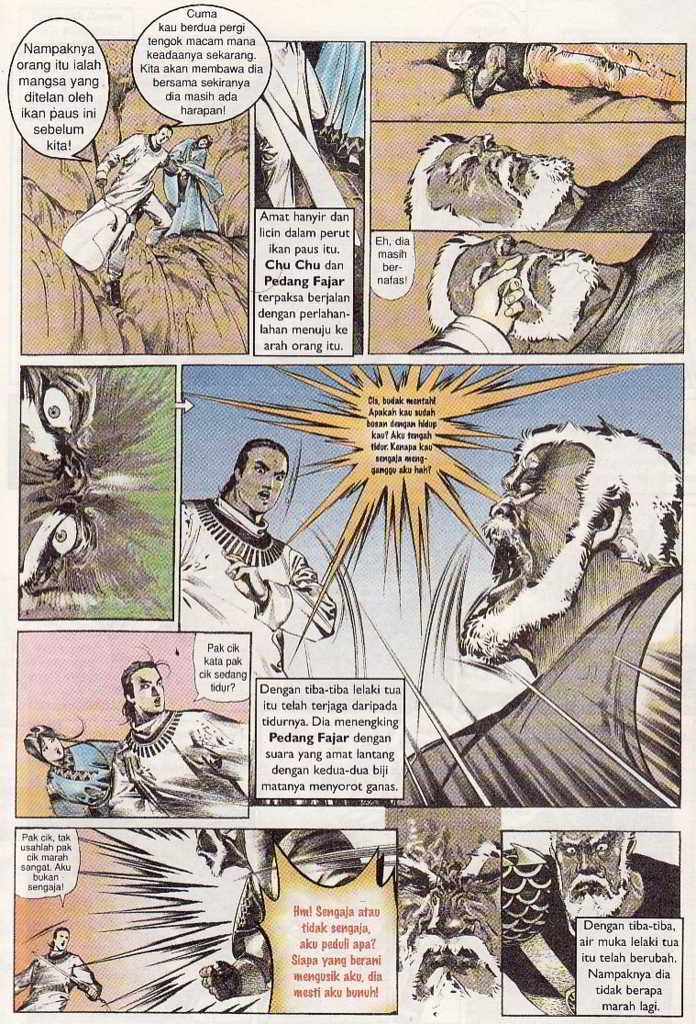 Nampaknya
orang itu ialah
mangsa yang
ditelan oleh
ikan paus ini
sebelum
kita!
Cuma
kau berdua pergi
tengok macam mana
keadaanya sekarang.
Kita akan membawa dia
bersama sekiranya
dia masih ada
harapan!
Amat hanyir dan
licin dalam perut
ikan paus itu.
Chu Chu dan
Pedang Fajar
terpaksa berjalan
dengan perlahan-
lahan menuju ke
arah orang itu.
Eh, dia
masih
ber-
nafas!
Cis, budak mentah!
Apakah kau sudah
bosan dengan hidup
kau? Aku tengah
tidur. Kenapa kau
sengaja meng-
ganggu aku hah?
Pak cik
kata pak
cik sedang
tidur?
Dengan tiba-tiba lelaki tua
itu telah terjaga daripada
tidurnya. Dia menengking
Pedang Fajar dengan
suara yang amat lantang
dengan kedua-dua biji
matanya menyorot ganas.
Pak cik, tak
usahlah pak
cik marah
sangat. Aku
bukan
sengaja!
Hm! Sengaja atau
tidak sengaja,
aku peduli apa?
Siapa yang berani
mengusik aku, dia
mesti aku bunuh!
Dengan tiba-tiba,
air muka lelaki tua
itu telah berubah.
Nampaknya dia
tidak berapa
marah lagi.